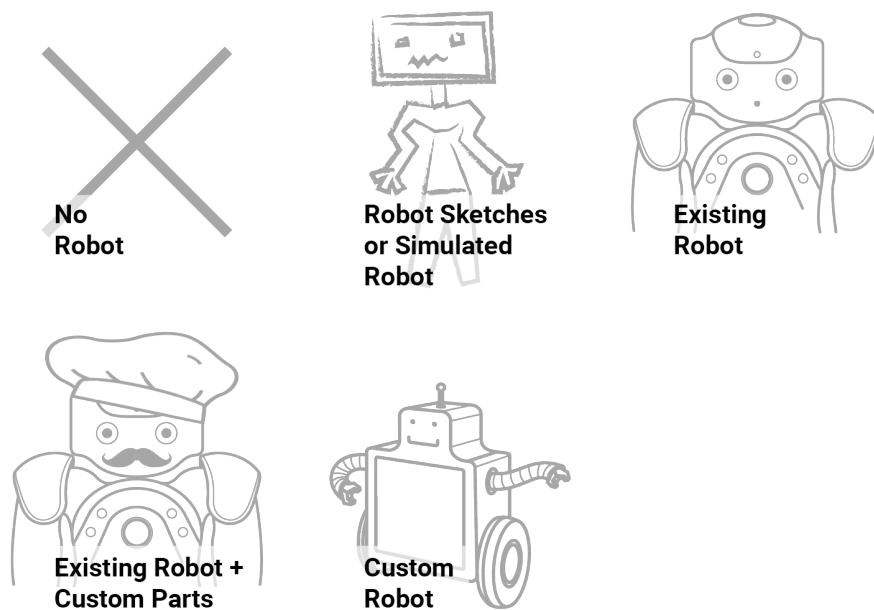 No
Robot
Robot Sketches
or Simulated
Robot
Existing
Robot
Existing Robot +
Custom Parts
Custom
Robot